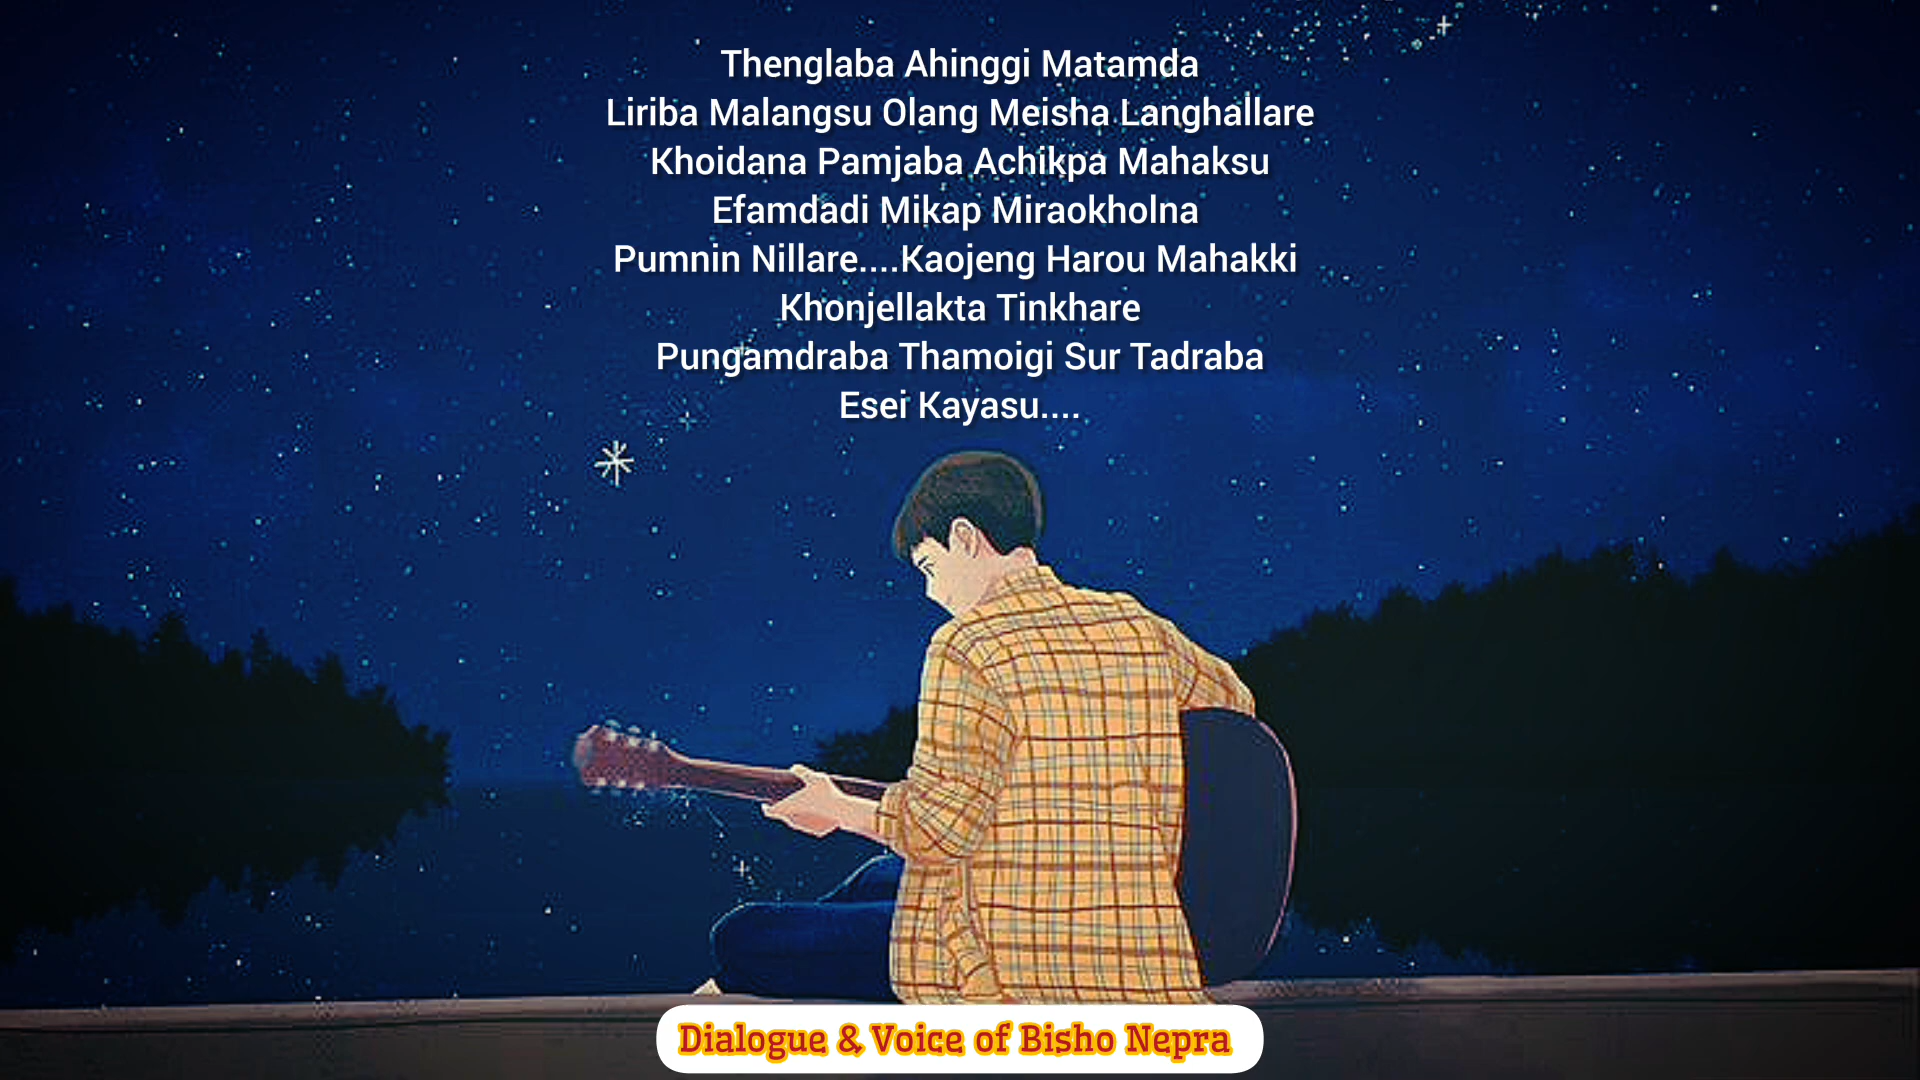 Thenglaba Ahinggi Matamda
Liriba Malangsu Olang Meisha Langhallare
Khoidana Pamjaba Achikpa Mahaksu
Efamdadi Mikap Miraokholna
Pumnin Nillare....Kaojeng Harou Mahakki
Khonjellakta Tinkhare
Pungamdraba Thamoigi Sur Tadraba
Esei Kayasu....
Dialogue & Voice of Bisho Nepra